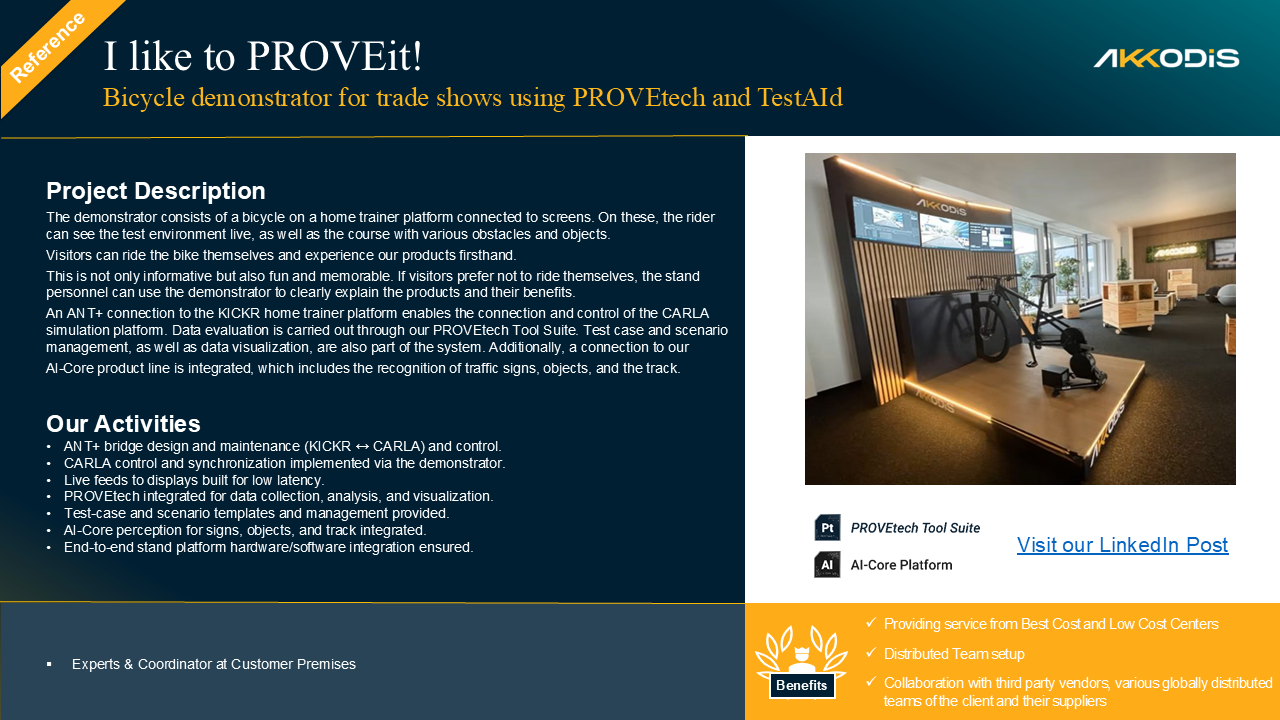 Reference
I like to PROVEit!
Bicycle demonstrator for trade shows using PROVEtech and TestAId
AKKODIS
Project Description
The demonstrator consists of a bicycle on a home trainer platform connected to screens. On these, the rider
can see the test environment live, as well as the course with various obstacles and objects.
Visitors can ride the bike themselves and experience our products firsthand.
This is not only informative but also fun and memorable. If visitors prefer not to ride themselves, the stand
personnel can use the demonstrator to clearly explain the products and their benefits.
An ANT+ connection to the KICKR home trainer platform enables the connection and control of the CARLA
simulation platform. Data evaluation is carried out through our PROVEtech Tool Suite. Test case and scenario
management, as well as data visualization, are also part of the system. Additionally, a connection to our
AI-Core product line is integrated, which includes the recognition of traffic signs, objects, and the track.
Our Activities
• ANT+ bridge design and maintenance (KICKR ↔ CARLA) and control.
• CARLA control and synchronization implemented via the demonstrator.
• Live feeds to displays built for low latency.
• PROVEtech integrated for data collection, analysis, and visualization.
• Test-case and scenario templates and management provided.
• AI-Core perception for signs, objects, and track integrated.
• End-to-end stand platform hardware/software integration ensured.
AKKODIS
AKKODIS
AKKODIS
AKKODIS
Pt PROVEtech Tool Suite
AI AI-Core Platform
Visit our LinkedIn Post
▪ Experts & Coordinator at Customer Premises
Benefits
✓ Providing service from Best Cost and Low Cost Centers
✓ Distributed Team setup
✓ Collaboration with third party vendors, various globally distributed
teams of the client and their suppliers